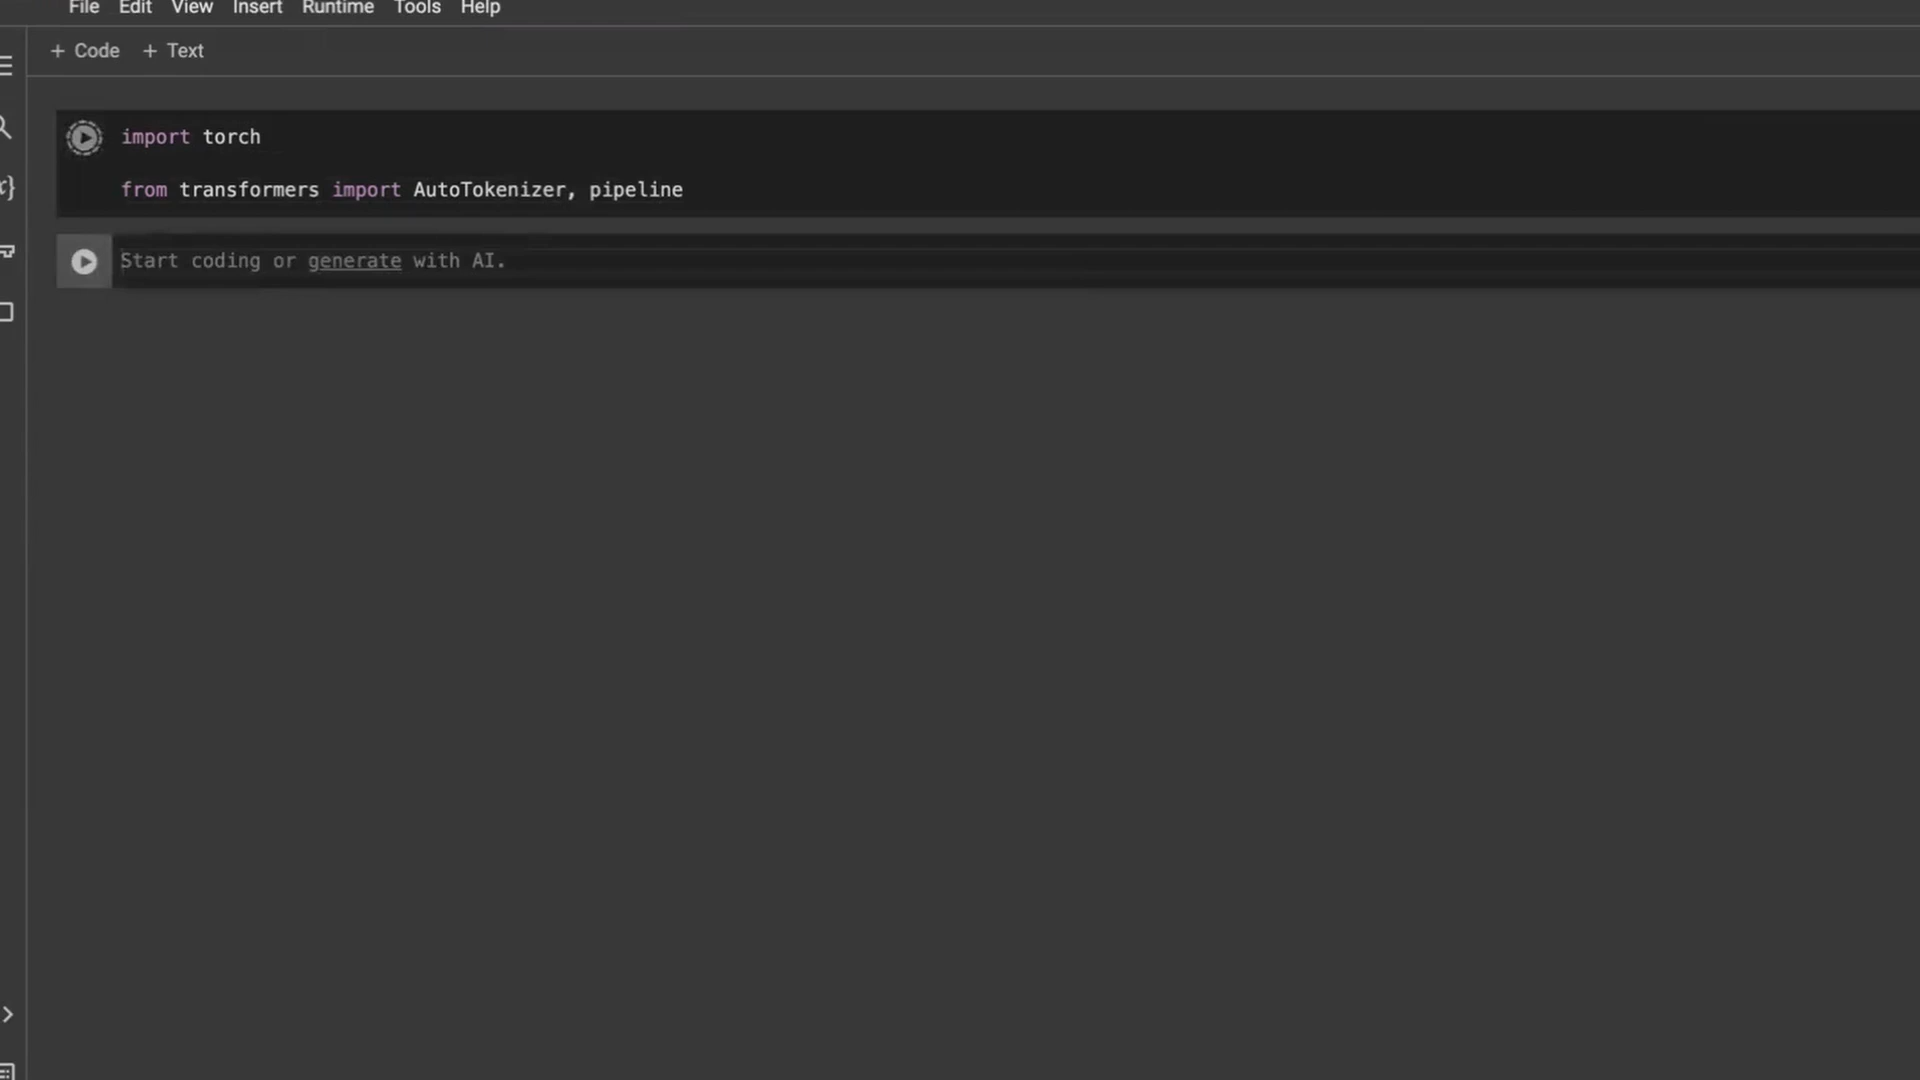 File Edit View Insert Runtime Tools Help
+ Code + Text
import torch
from transformers import AutoTokenizer, pipeline
Start coding or generate with AI.